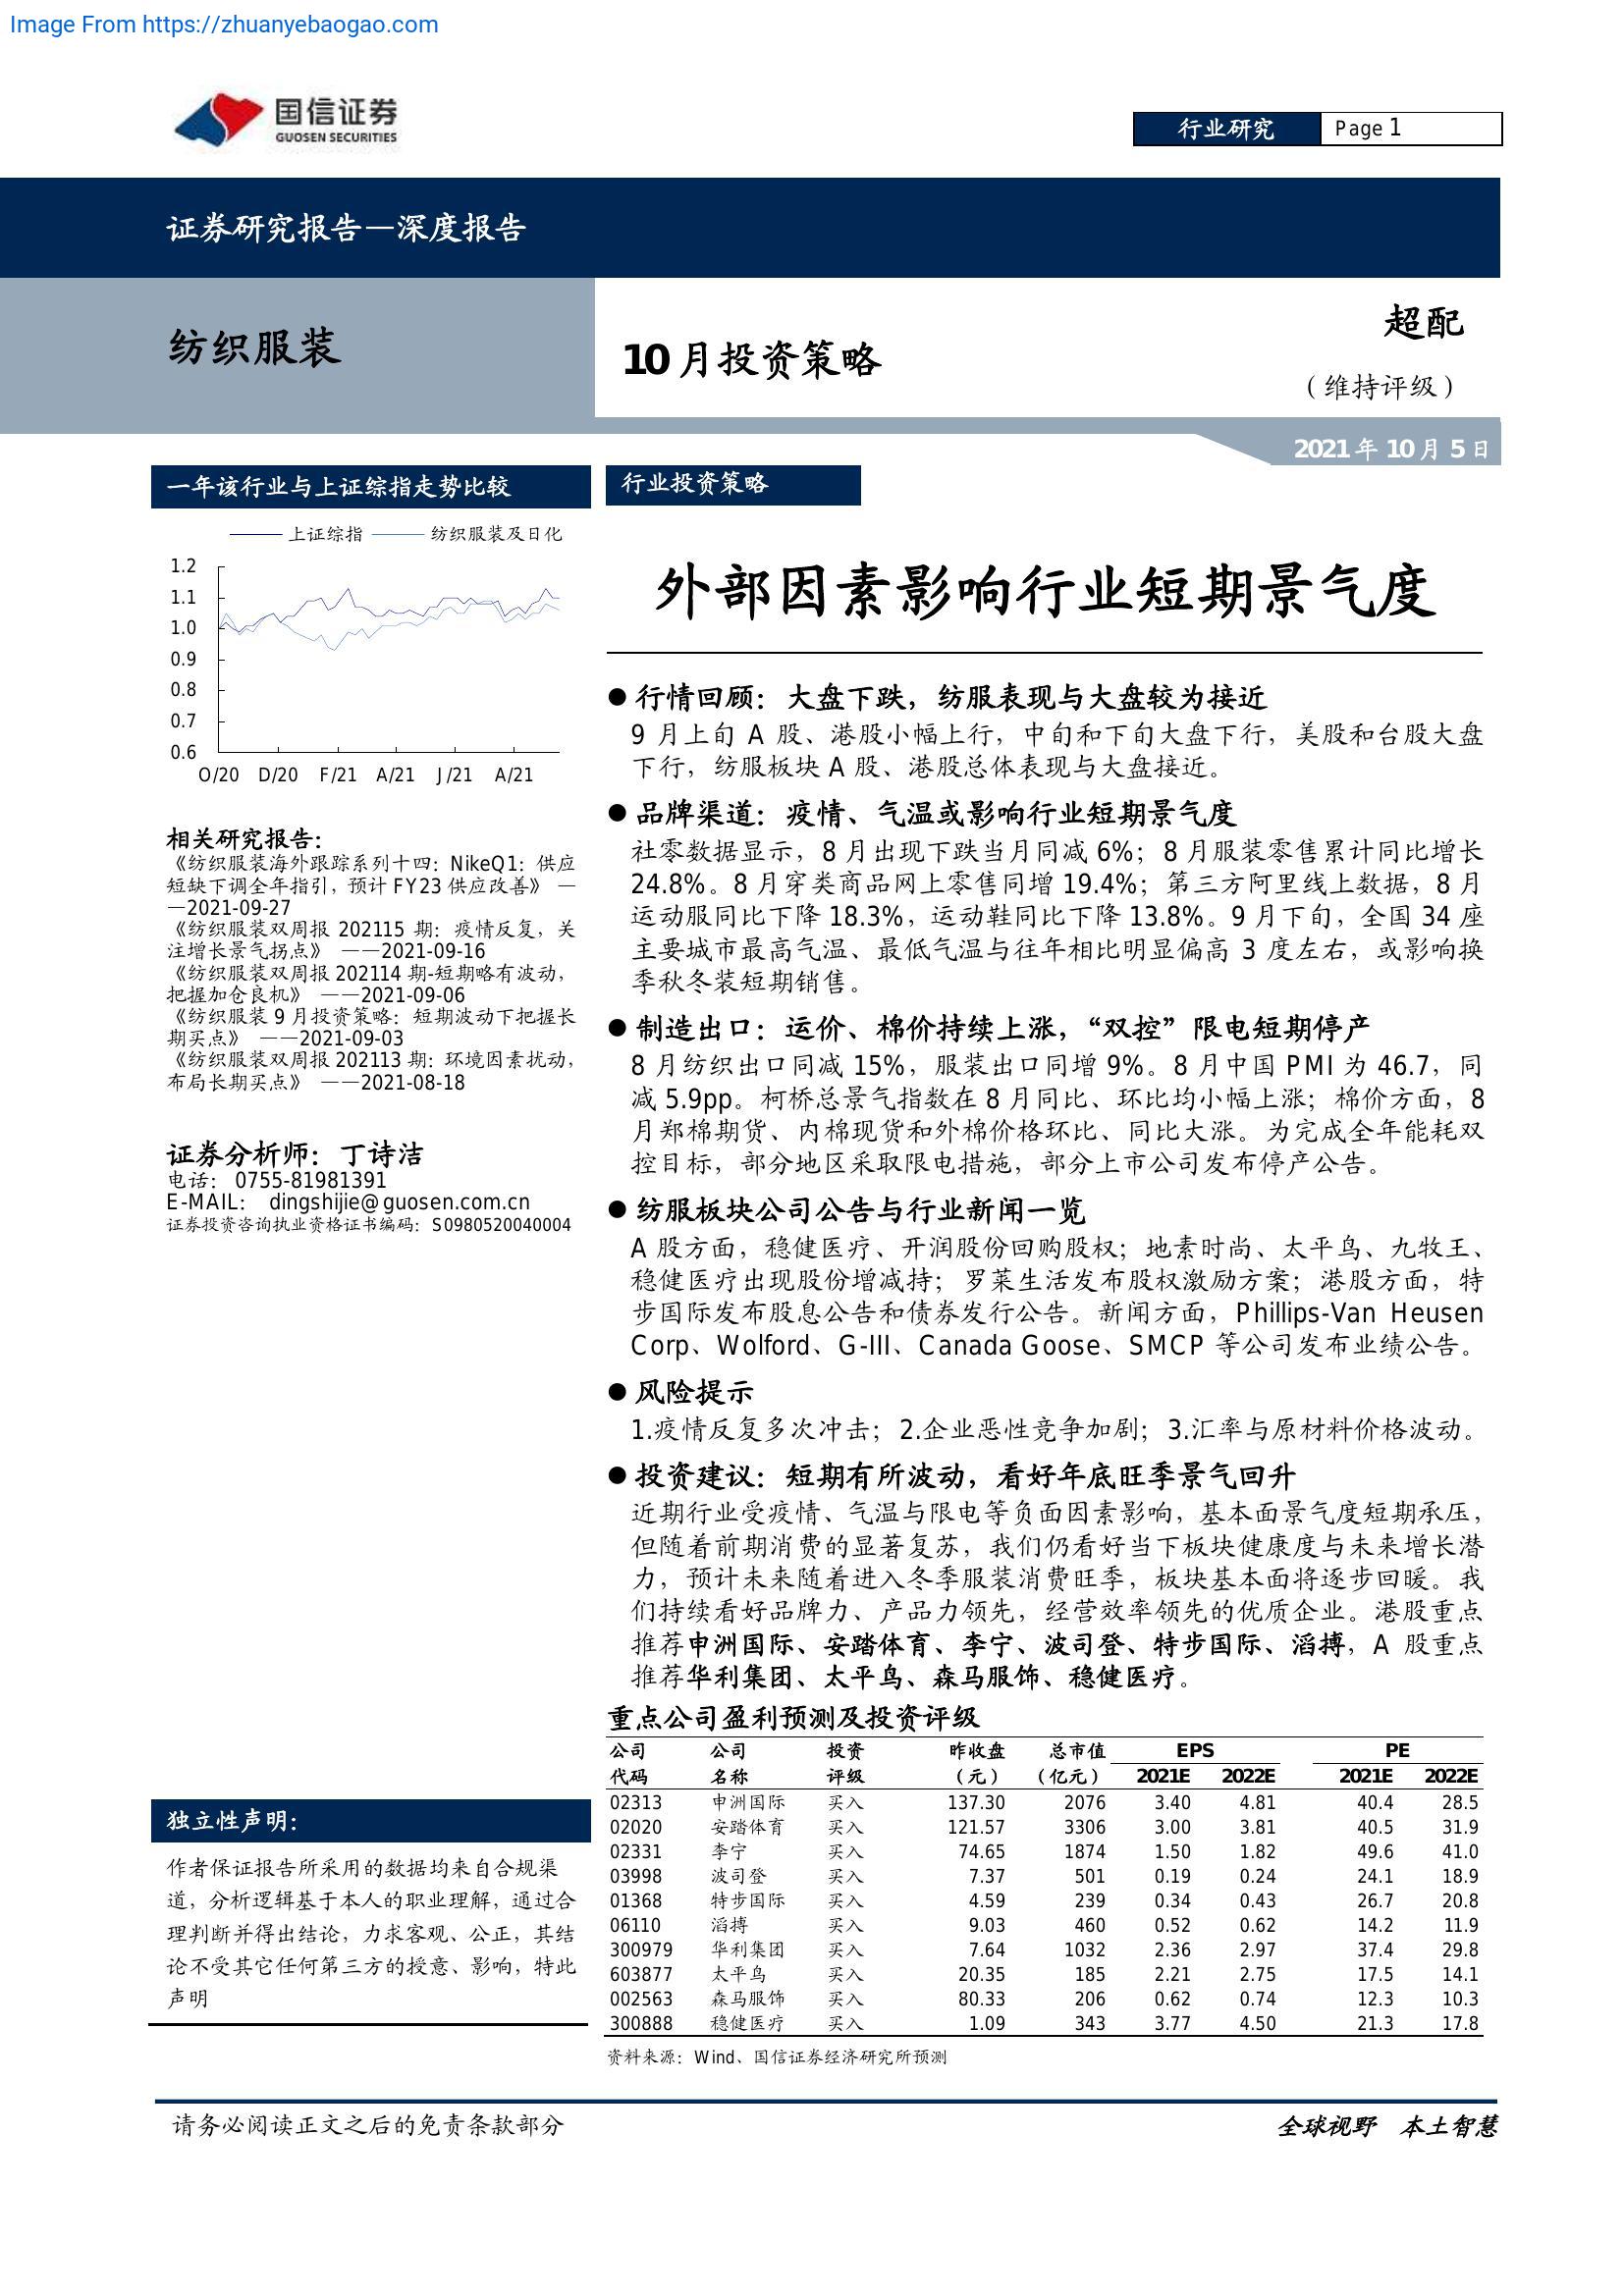 Image From https://zhuanyebaogao.com
国信证券
GUOSEN SECURITIES
行业研究 Page 1
证券研究报告—深度报告
纺织服装
10 月投资策略
超配
（维持评级）
2021 年 10 月 5 日
一年该行业与上证综指走势比较
上证综指 纺织服装及日化
1.2
1.1
1.0
0.9
0.8
0.7
0.6
O/20 D/20 F/21 A/21 J/21 A/21
相关研究报告：
《纺织服装海外跟踪系列十四：NikeQ1：供应
短缺下调全年指引，预计 FY23 供应改善》 —
—2021-09-27
《纺织服装双周报 202115 期：疫情反复，关
注增长景气拐点》 ——2021-09-16
《纺织服装双周报 202114 期-短期略有波动，
把握加仓良机》 ——2021-09-06
《纺织服装 9 月投资策略：短期波动下把握长
期买点》 ——2021-09-03
《纺织服装双周报 202113 期：环境因素扰动，
布局长期买点》 ——2021-08-18
证券分析师：丁诗洁
电话： 0755-81981391
E-MAIL： dingshijie@guosen.com.cn
证券投资咨询执业资格证书编码：S0980520040004
独立性声明：
作者保证报告所采用的数据均来自合规渠
道，分析逻辑基于本人的职业理解，通过合
理判断并得出结论，力求客观、公正，其结
论不受其它任何第三方的授意、影响，特此
声明
行业投资策略
外部因素影响行业短期景气度
● 行情回顾：大盘下跌，纺服表现与大盘较为接近
9 月上旬 A 股、港股小幅上行，中旬和下旬大盘下行，美股和台股大盘
下行，纺服板块 A 股、港股总体表现与大盘接近。
● 品牌渠道：疫情、气温或影响行业短期景气度
社零数据显示，8 月出现下跌当月同减 6%；8 月服装零售累计同比增长
24.8%。8 月穿类商品网上零售同增 19.4%；第三方阿里线上数据，8 月
运动服同比下降 18.3%，运动鞋同比下降 13.8%。9 月下旬，全国 34 座
主要城市最高气温、最低气温与往年相比明显偏高 3 度左右，或影响换
季秋冬装短期销售。
● 制造出口：运价、棉价持续上涨，“双控”限电短期停产
8 月纺织出口同减 15%，服装出口同增 9%。8 月中国 PMI 为 46.7，同
减 5.9pp。柯桥总景气指数在 8 月同比、环比均小幅上涨；棉价方面，8
月郑棉期货、内棉现货和外棉价格环比、同比大涨。为完成全年能耗双
控目标，部分地区采取限电措施，部分上市公司发布停产公告。
● 纺服板块公司公告与行业新闻一览
A 股方面，稳健医疗、开润股份回购股权；地素时尚、太平鸟、九牧王、
稳健医疗出现股份增减持；罗莱生活发布股权激励方案；港股方面，特
步国际发布股息公告和债券发行公告。新闻方面，Phillips-Van Heusen
Corp、Wolford、G-III、Canada Goose、SMCP 等公司发布业绩公告。
● 风险提示
1.疫情反复多次冲击；2.企业恶性竞争加剧；3.汇率与原材料价格波动。
● 投资建议：短期有所波动，看好年底旺季景气回升
近期行业受疫情、气温与限电等负面因素影响，基本面景气度短期承压，
但随着前期消费的显著复苏，我们仍看好当下板块健康度与未来增长潜
力，预计未来随着进入冬季服装消费旺季，板块基本面将逐步回暖。我
们持续看好品牌力、产品力领先，经营效率领先的优质企业。港股重点
推荐申洲国际、安踏体育、李宁、波司登、特步国际、滔搏，A 股重点
推荐华利集团、太平鸟、森马服饰、稳健医疗。
重点公司盈利预测及投资评级
公司 公司 投资 昨收盘 总市值 EPS PE
代码 名称 评级 （元） （亿元） 2021E 2022E 2021E 2022E
02313 申洲国际 买入 137.30 2076 3.40 4.81 40.4 28.5
02020 安踏体育 买入 121.57 3306 3.00 3.81 40.5 31.9
02331 李宁 买入 74.65 1874 1.50 1.82 49.6 41.0
03998 波司登 买入 7.37 501 0.19 0.24 24.1 18.9
01368 特步国际 买入 4.59 239 0.34 0.43 26.7 20.8
06110 滔搏 买入 9.03 460 0.52 0.62 14.2 11.9
300979 华利集团 买入 7.64 1032 2.36 2.97 37.4 29.8
603877 太平鸟 买入 20.35 185 2.21 2.75 17.5 14.1
002563 森马服饰 买入 80.33 206 0.62 0.74 12.3 10.3
300888 稳健医疗 买入 1.09 343 3.77 4.50 21.3 17.8
资料来源：Wind、国信证券经济研究所预测
请务必阅读正文之后的免责条款部分
全球视野 本土智慧